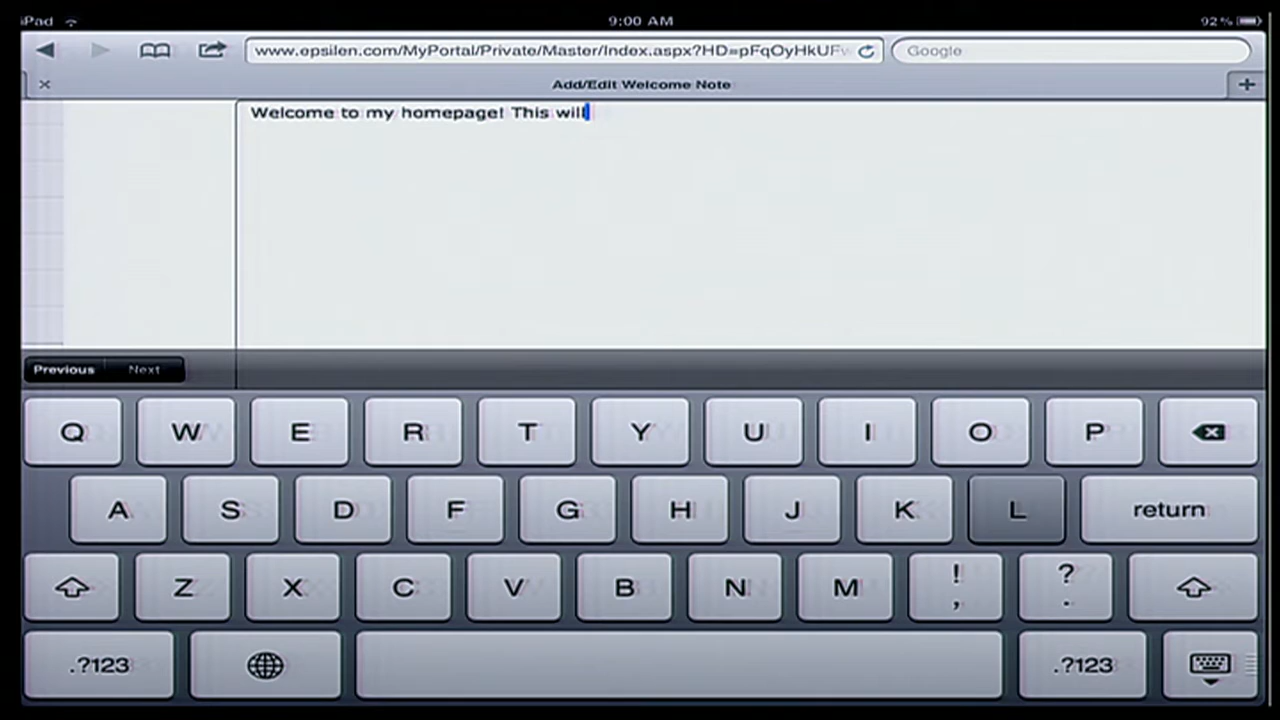 iPad 9:00 AM 92%
www.epsilen.com/MyPortal/Private/Master/Index.aspx?HD=pFqOyHkUF Google
Add/Edit Welcome Note
Welcome to my homepage! This will
Previous Next
Q W E R T Y U I O P
A S D F G H J K L return
Z X C V B N M ! , ? .
.?123 .?123